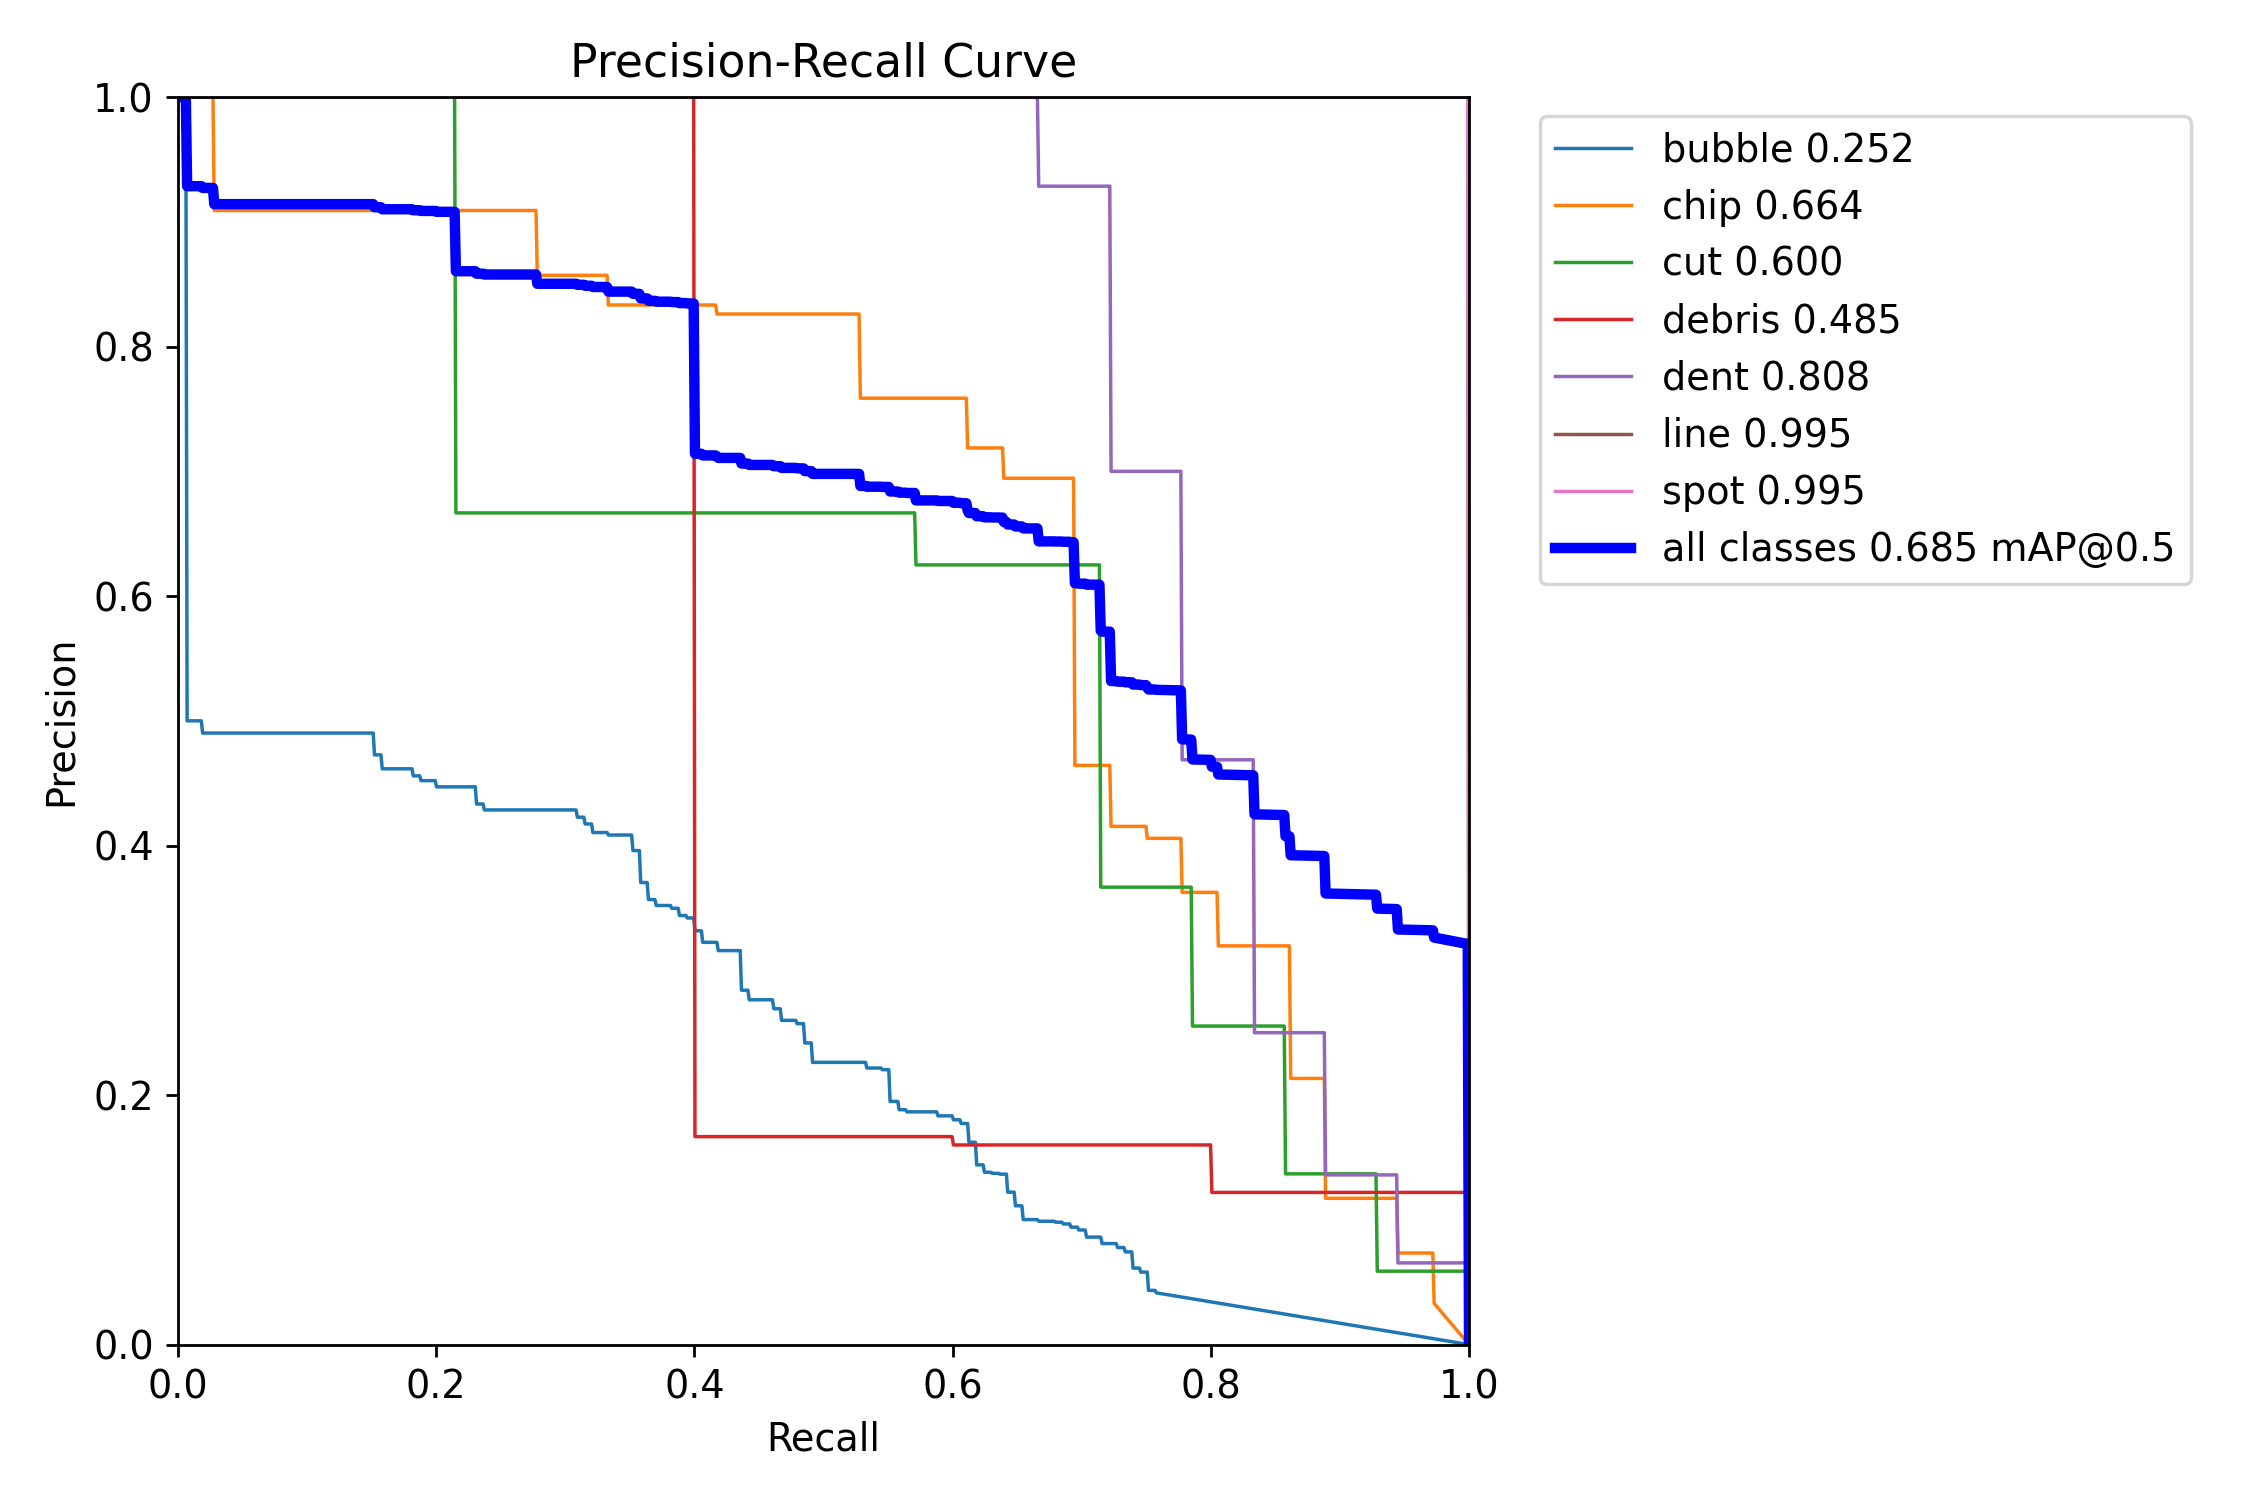 Precision-Recall Curve
1.0
0.8
0.6
0.4
0.2
0.0
Precision
0.0 0.2 0.4 0.6 0.8 1.0
Recall
bubble 0.252
chip 0.664
cut 0.600
debris 0.485
dent 0.808
line 0.995
spot 0.995
all classes 0.685 mAP@0.5